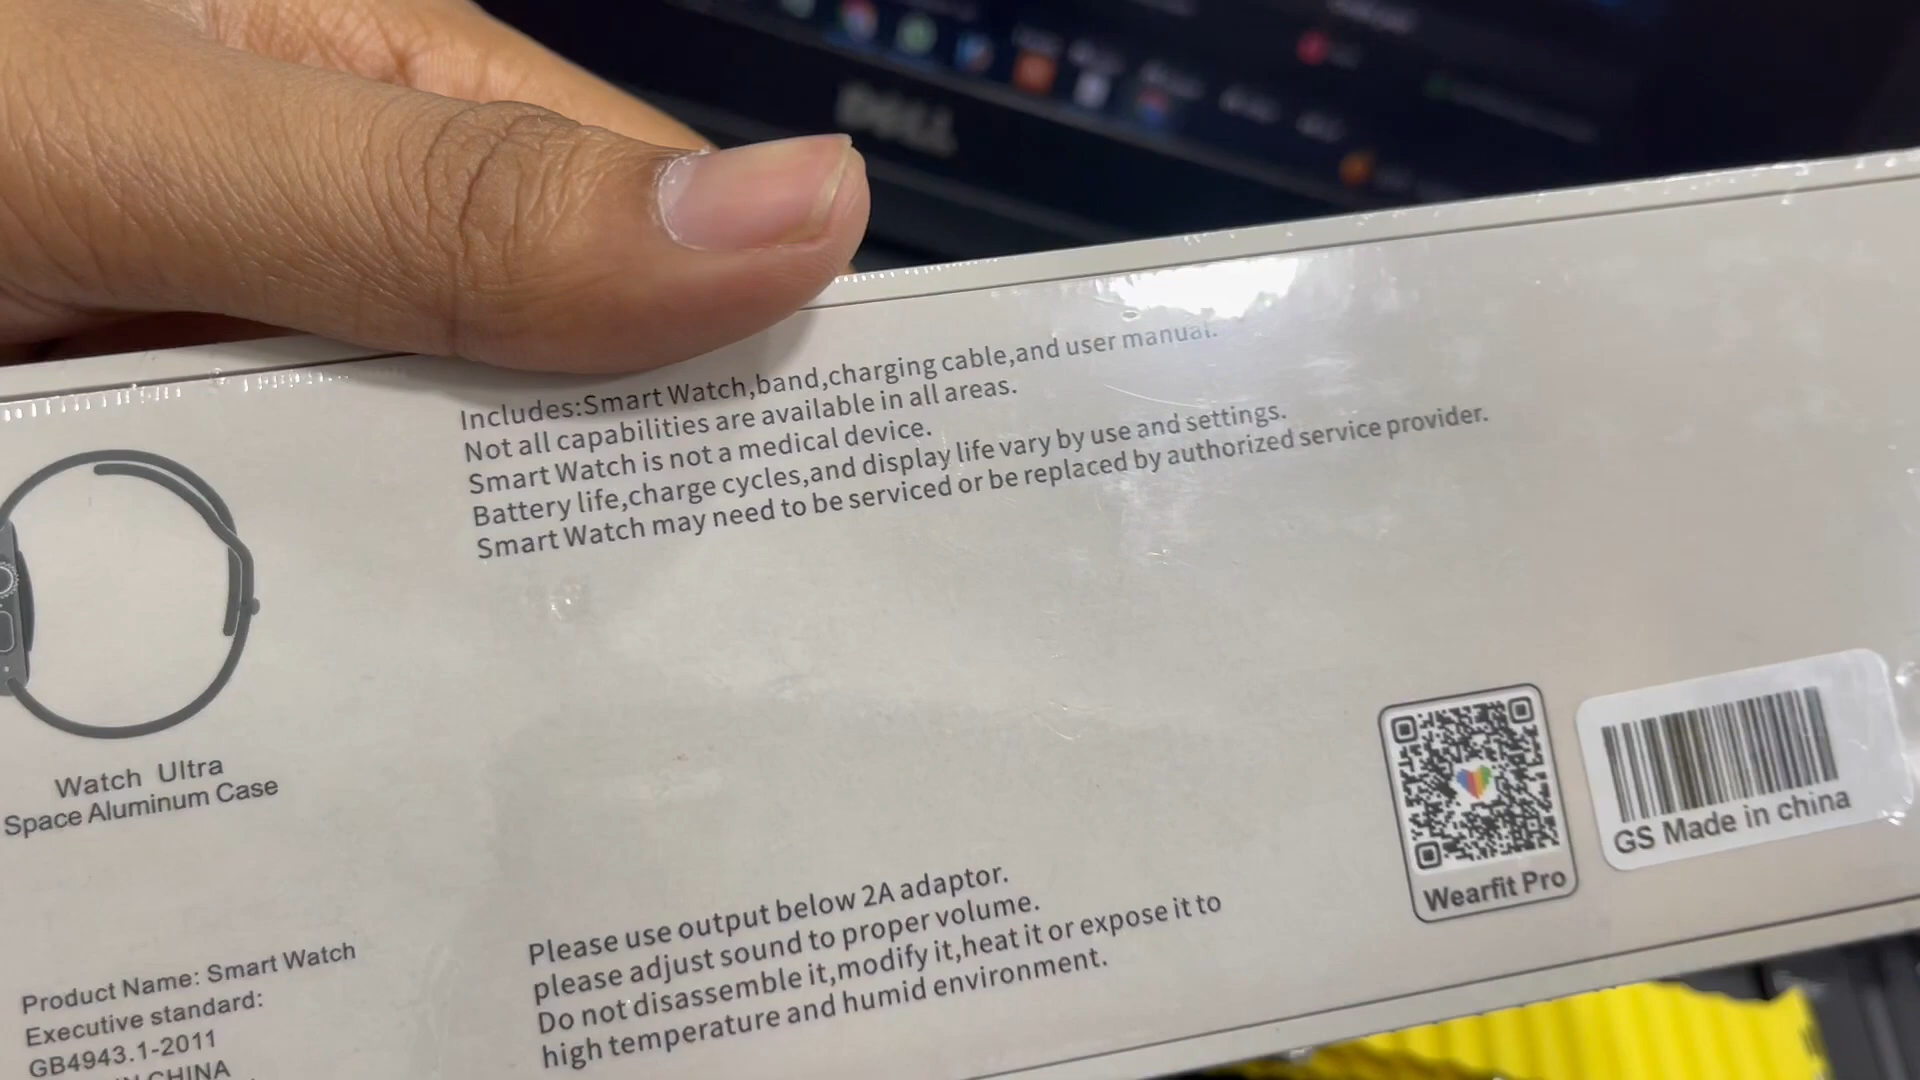 DELL
Includes:Smart Watch,band,charging cable,and user manual.
Not all capabilities are available in all areas.
Smart Watch is not a medical device.
Battery life,charge cycles,and display life vary by use and settings.
Smart Watch may need to be serviced or be replaced by authorized service provider.
Watch Ultra
Space Aluminum Case
Product Name: Smart Watch
Executive standard:
GB4943.1-2011
CHINA
Please use output below 2A adaptor.
please adjust sound to proper volume.
Do not disassemble it,modify it,heat it or expose it to
high temperature and humid environment.
Wearfit Pro
GS Made in china